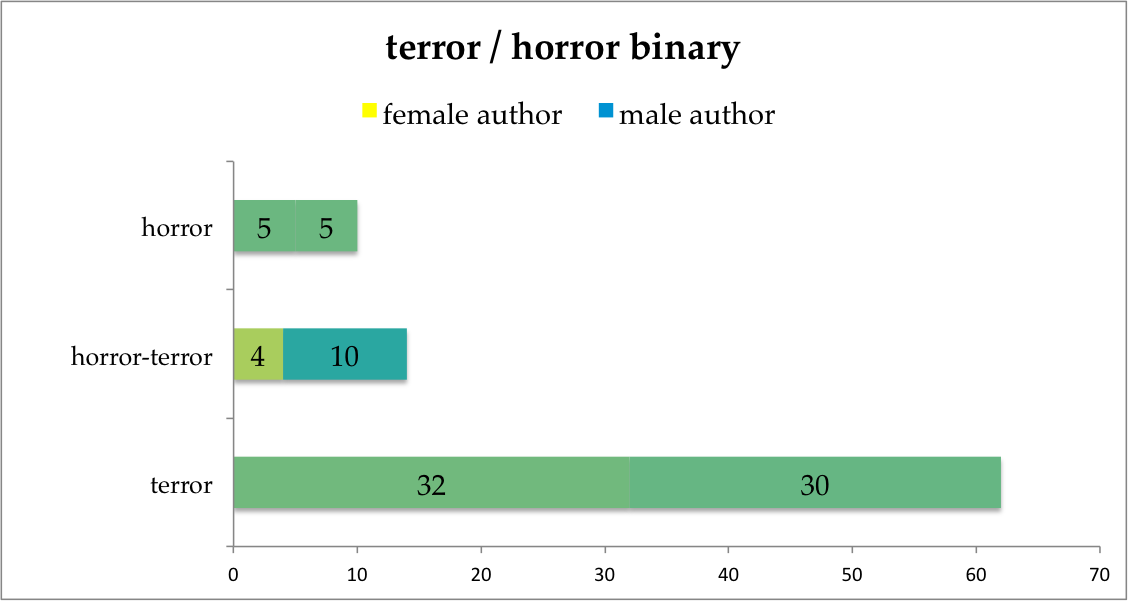 terror / horror binary
female author male author
horror 5 5
horror-terror 4 10
terror 32 30
0 10 20 30 40 50 60 70